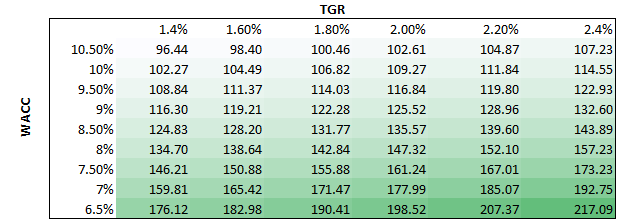 TGR
1.4% 1.60% 1.80% 2.00% 2.20% 2.4%
10.50% 96.44 98.40 100.46 102.61 104.87 107.23
10% 102.27 104.49 106.82 109.27 111.84 114.55
9.50% 108.84 111.37 114.03 116.84 119.80 122.93
WACC
9% 116.30 119.21 122.28 125.52 128.96 132.60
8.50% 124.83 128.20 131.77 135.57 139.60 143.89
8% 134.70 138.64 142.84 147.32 152.10 157.23
7.50% 146.21 150.88 155.88 161.24 167.01 173.23
7% 159.81 165.42 171.47 177.99 185.07 192.75
6.5% 176.12 182.98 190.41 198.52 207.37 217.09